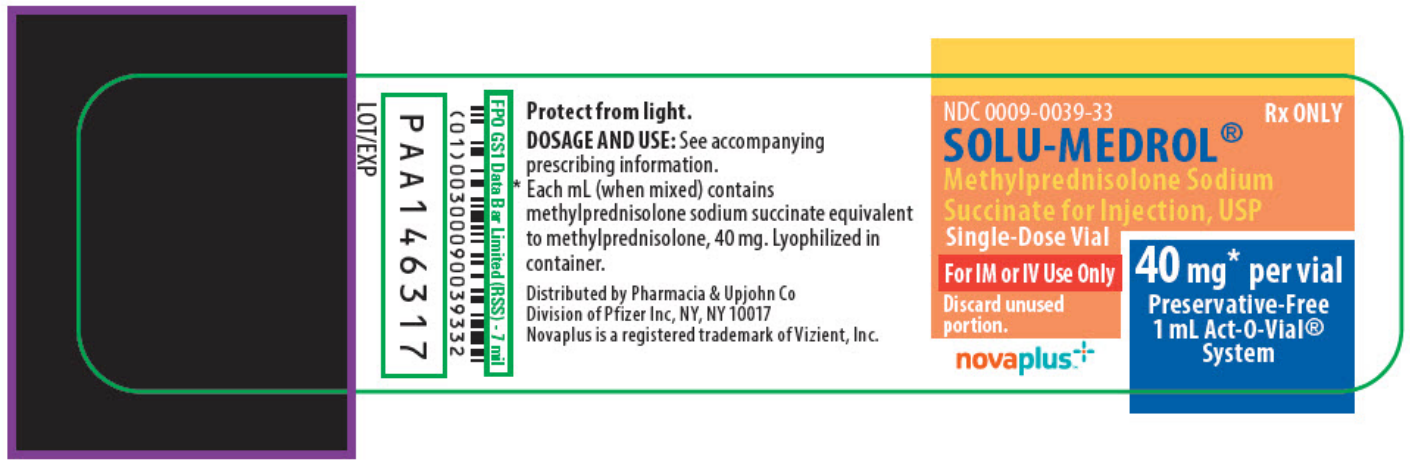 LOT/EXP
PAA146317
(01)00300090039332
FPO GS1 Data Bar Limited (RSS) - 7 mil
Protect from light.
DOSAGE AND USE: See accompanying
prescribing information.
* Each mL (when mixed) contains
methylprednisolone sodium succinate equivalent
to methylprednisolone, 40 mg. Lyophilized in
container.
Distributed by Pharmacia & Upjohn Co
Division of Pfizer Inc, NY, NY 10017
Novaplus is a registered trademark of Vizient, Inc.
NDC 0009-0039-33
Rx ONLY
SOLU-MEDROL®
Methylprednisolone Sodium
Succinate for Injection, USP
Single-Dose Vial
For IM or IV Use Only
Discard unused
portion.
novaplus
40 mg* per vial
Preservative-Free
1 mL Act-O-Vial®
System